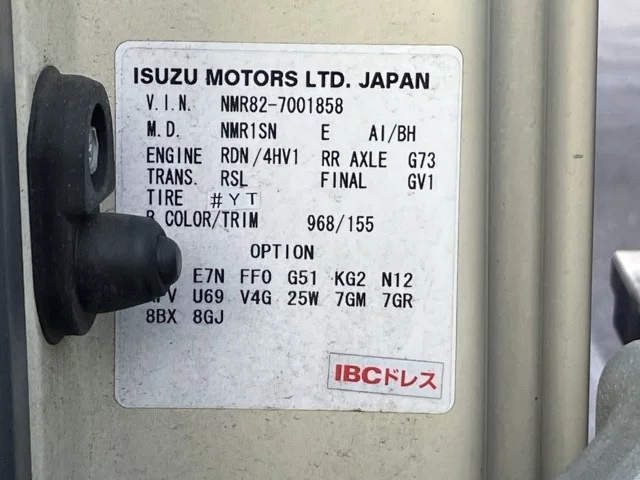 ISUZU MOTORS LTD. JAPAN
V.I.N. NMR82-7001858
M.D. NMR1SN E AI/BH
ENGINE RDN/4HV1 RR AXLE G73
TRANS. RSL FINAL GV1
TIRE #YT
COLOR/TRIM 968/155
OPTION
E7N FF0 G51 KG2 N12
U69 V4G 25W 7GM 7GR
8BX 8GJ
IBCドレス